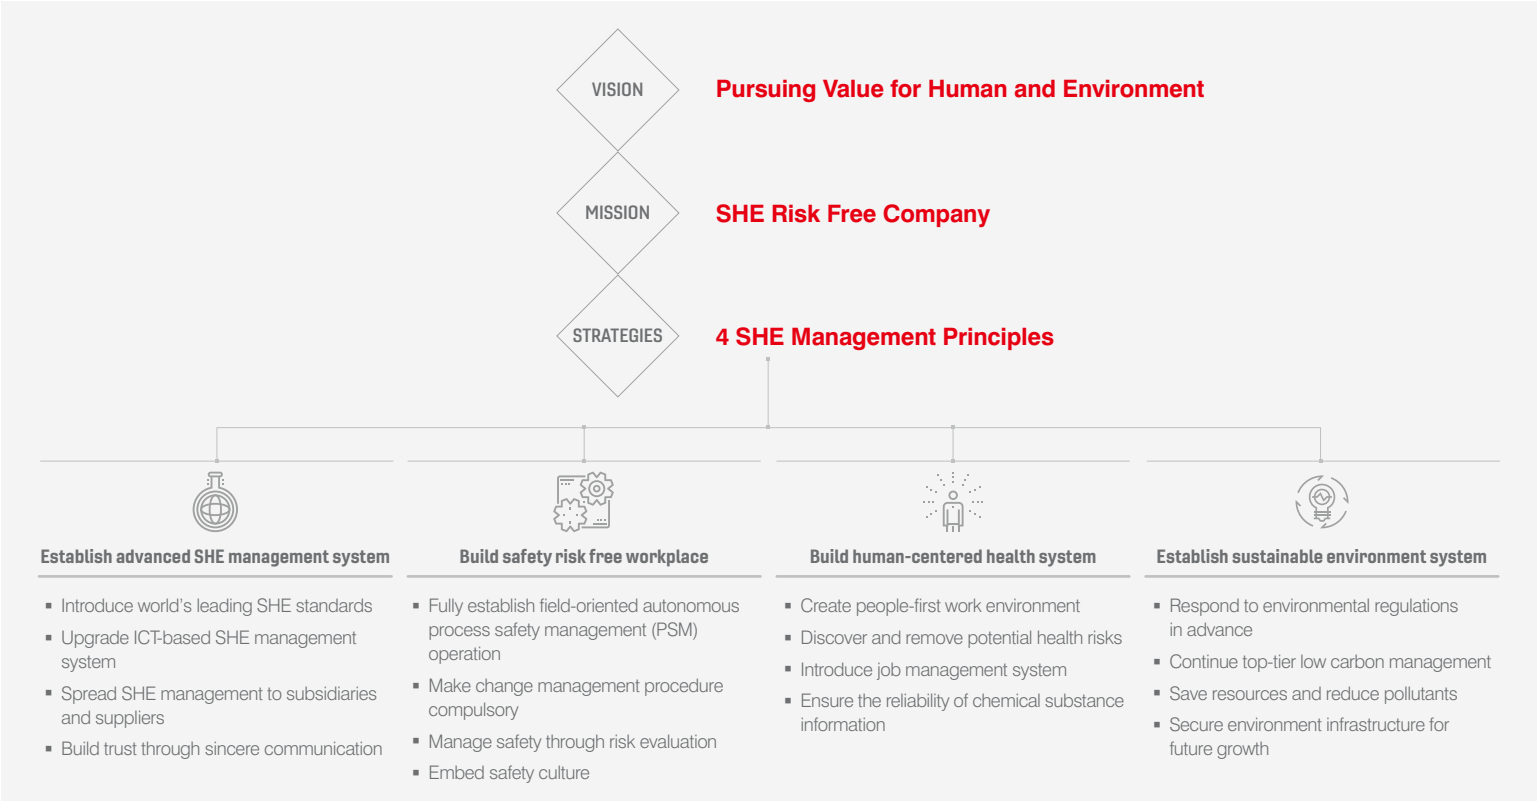 VISION
Pursuing Value for Human and Environment
MISSION
SHE Risk Free Company
STRATEGIES
4 SHE Management Principles
Establish advanced SHE management system
▪ Introduce world's leading SHE standards
▪ Upgrade ICT-based SHE management
system
▪ Spread SHE management to subsidiaries
and suppliers
▪ Build trust through sincere communication
Build safety risk free workplace
▪ Fully establish field-oriented autonomous
process safety management (PSM)
operation
▪ Make change management procedure
compulsory
▪ Manage safety through risk evaluation
▪ Embed safety culture
Build human-centered health system
▪ Create people-first work environment
▪ Discover and remove potential health risks
▪ Introduce job management system
▪ Ensure the reliability of chemical substance
information
Establish sustainable environment system
▪ Respond to environmental regulations
in advance
▪ Continue top-tier low carbon management
▪ Save resources and reduce pollutants
▪ Secure environment infrastructure for
future growth